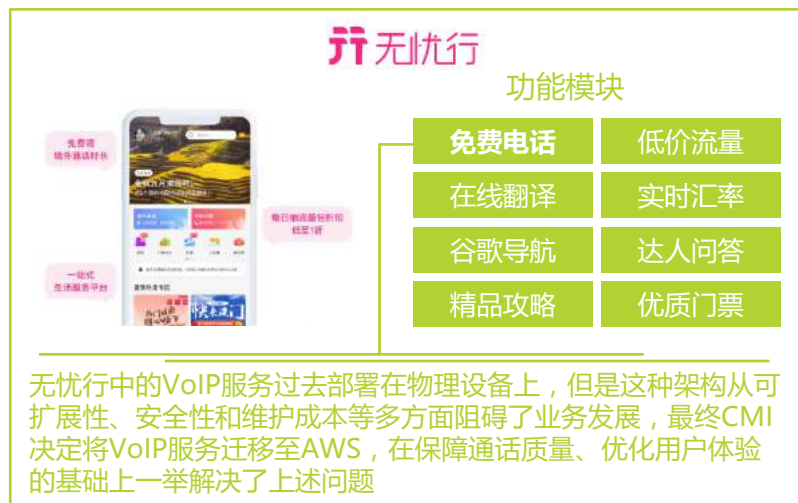 无忧行
功能模块
免费领
境外通话时长
每日抽流量包折扣
低至1折
一站式
生活服务平台
免费电话
低价流量
在线翻译
实时汇率
谷歌导航
达人问答
精品攻略
优质门票
无忧行中的VoIP服务过去部署在物理设备上，但是这种架构从可
扩展性、安全性和维护成本等多方面阻碍了业务发展，最终CMI
决定将VoIP服务迁移至AWS，在保障通话质量、优化用户体验
的基础上一举解决了上述问题